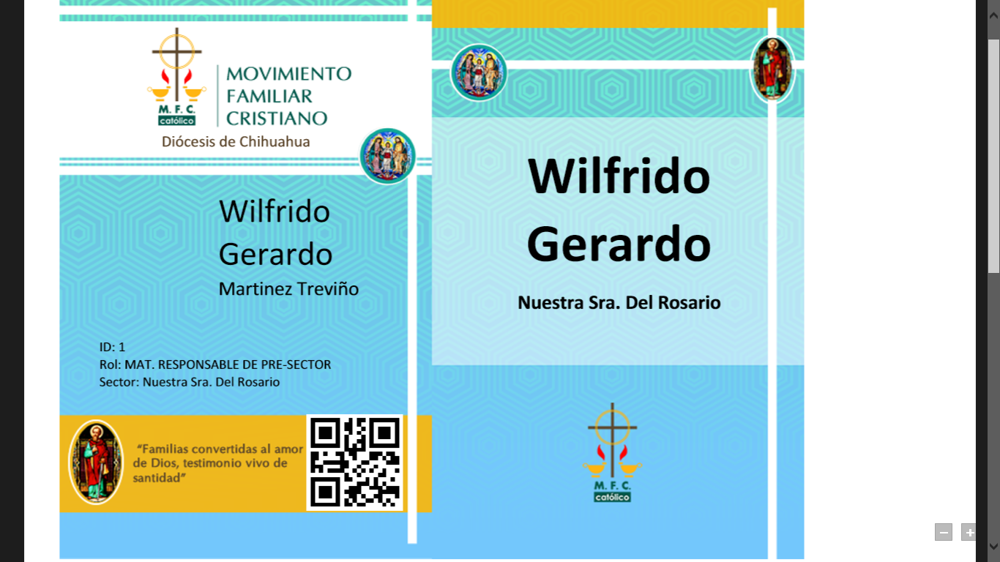 MOVIMIENTO
FAMILIAR
CRISTIANO
M. F. C.
católico
Diócesis de Chihuahua
Wilfrido
Gerardo
Martinez Treviño
ID: 1
Rol: MAT. RESPONSABLE DE PRE-SECTOR
Sector: Nuestra Sra. Del Rosario
“Familias convertidas al amor
de Dios, testimonio vivo de
santidad”
Wilfrido
Gerardo
Nuestra Sra. Del Rosario
M. F. C.
católico